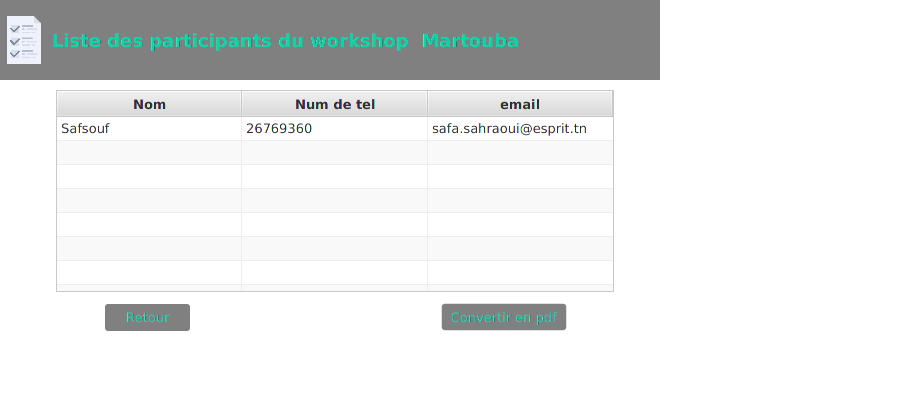 Liste des participants du workshop Martouba
Nom Num de tel email
Safsouf 26769360 safa.sahraoui@esprit.tn
Retour Convertir en pdf